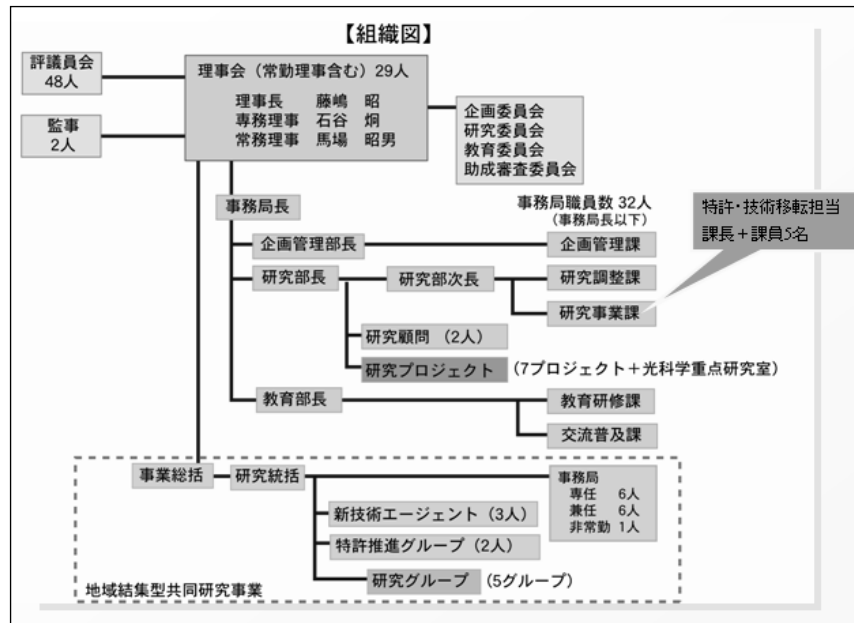 【組織図】
評議員会
48人
監事
2人
理事会（常勤理事含む）29人
理事長 藤嶋 昭
専務理事 石谷 炯
常務理事 馬場 昭男
企画委員会
研究委員会
教育委員会
助成審査委員会
事務局長
事務局職員数 32人
（事務局長以下）
特許・技術移転担当
課長＋課員5名
企画管理部長
企画管理課
研究部長
研究部次長
研究調整課
研究事業課
研究顧問 （2人）
研究プロジェクト
(7プロジェクト＋光科学重点研究室）
教育部長
教育研修課
交流普及課
事業総括
研究統括
事務局
専任 6人
兼任 6人
非常勤 1人
新技術エージェント（3人）
特許推進グループ（2人）
研究グループ
(5グループ）
地域結集型共同研究事業